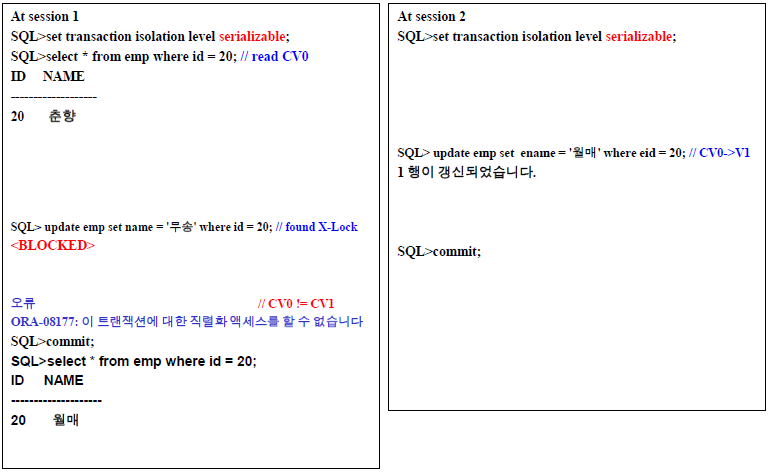 At session 1
SQL>set transaction isolation level serializable;
SQL>select * from emp where id = 20; // read CV0
ID NAME
-------------------
20 춘향
SQL> update emp set name = '무송' where id = 20; // found X-Lock
<BLOCKED>
오류 // CV0 != CV1
ORA-08177: 이 트랜잭션에 대한 직렬화 액세스를 할 수 없습니다
SQL>commit;
SQL>select * from emp where id = 20;
ID NAME
--------------------
20 월매
At session 2
SQL>set transaction isolation level serializable;
SQL> update emp set ename = '월매' where eid = 20; // CV0->V1
1 행이 갱신되었습니다.
SQL>commit;